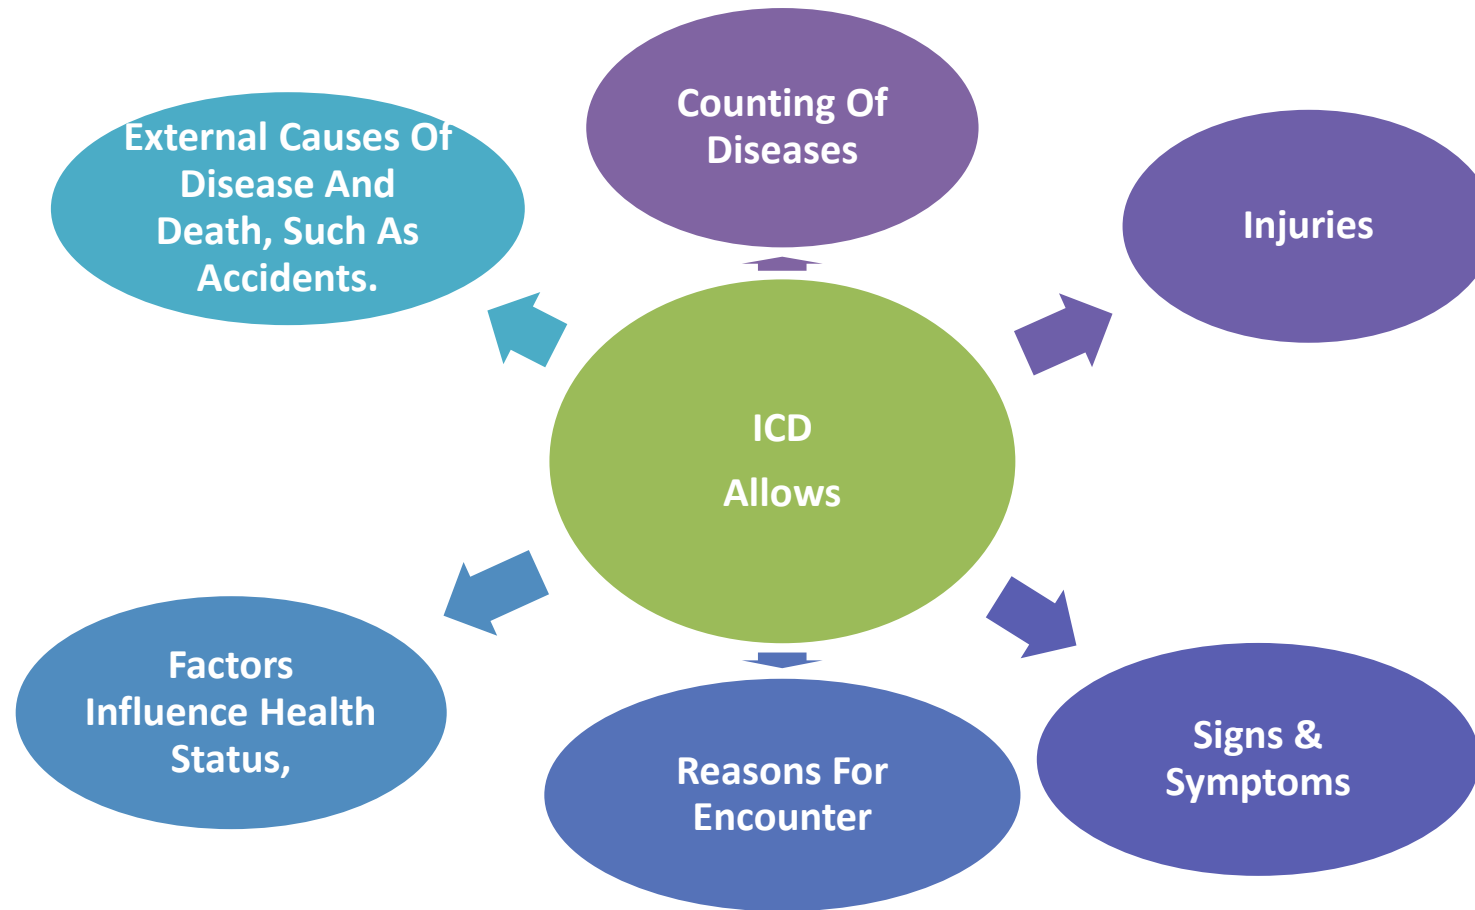 ICD
Allows
Counting Of
Diseases
Injuries
Signs &
Symptoms
Reasons For
Encounter
Factors
Influence Health
Status,
External Causes Of
Disease And
Death, Such As
Accidents.